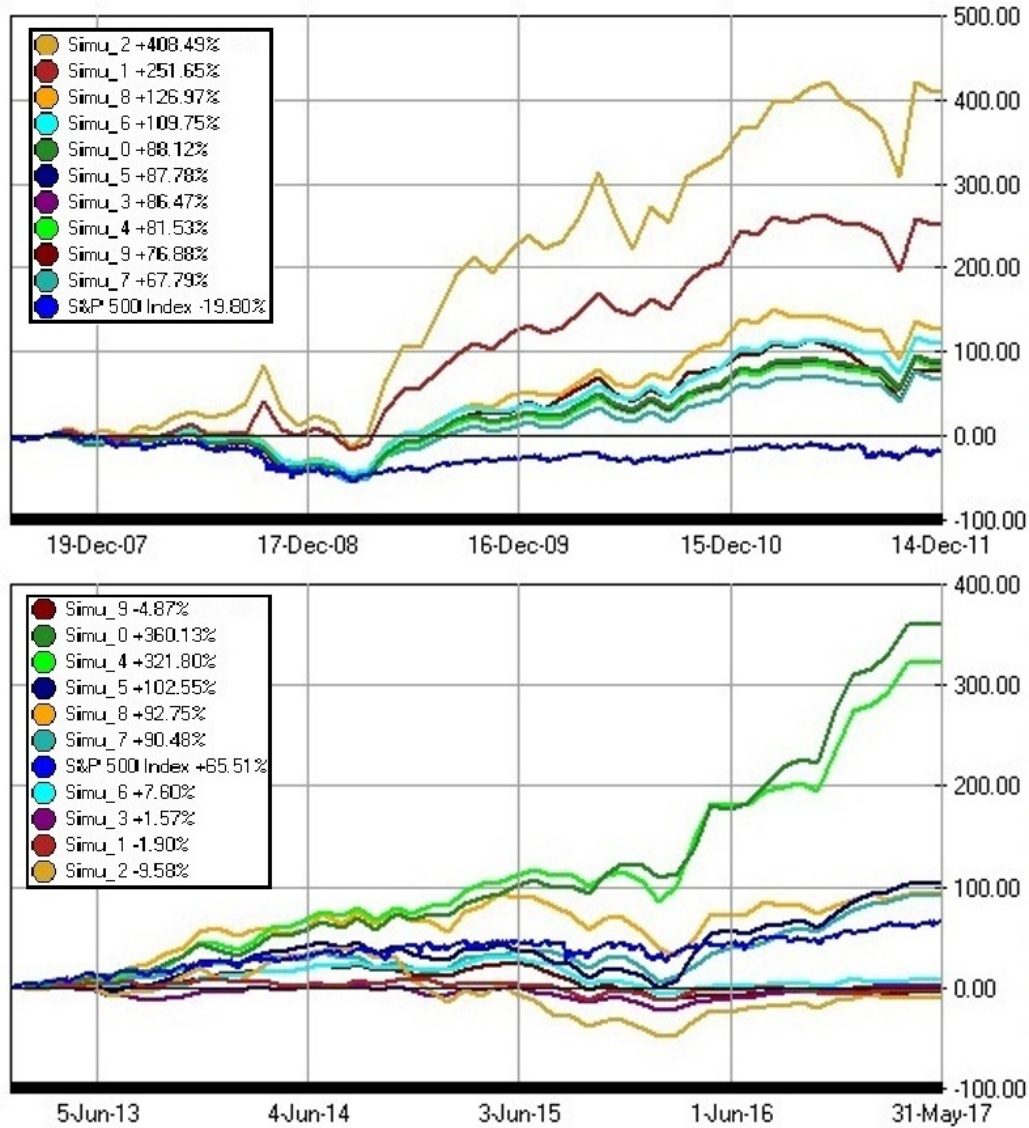 500.00
Simu_2 +408.49%
Simu_1 +251.65%
Simu_8 +126.97%
Simu_6 +109.75%
Simu_0 +88.12%
Simu_5 +87.78%
Simu_3 +86.47%
Simu_4 +81.53%
Simu_9 +76.88%
Simu_7 +67.79%
S&P 500 Index -19.80%
400.00
300.00
200.00
100.00
0.00
-100.00
19-Dec-07 17-Dec-08 16-Dec-09 15-Dec-10 14-Dec-11
400.00
Simu_9 -4.87%
Simu_0 +360.13%
Simu_4 +321.80%
Simu_5 +102.55%
Simu_8 +92.75%
Simu_7 +90.48%
S&P 500 Index +65.51%
Simu_6 +7.60%
Simu_3 +1.57%
Simu_1 -1.90%
Simu_2 -9.58%
300.00
200.00
100.00
0.00
-100.00
5-Jun-13 4-Jun-14 3-Jun-15 1-Jun-16 31-May-17